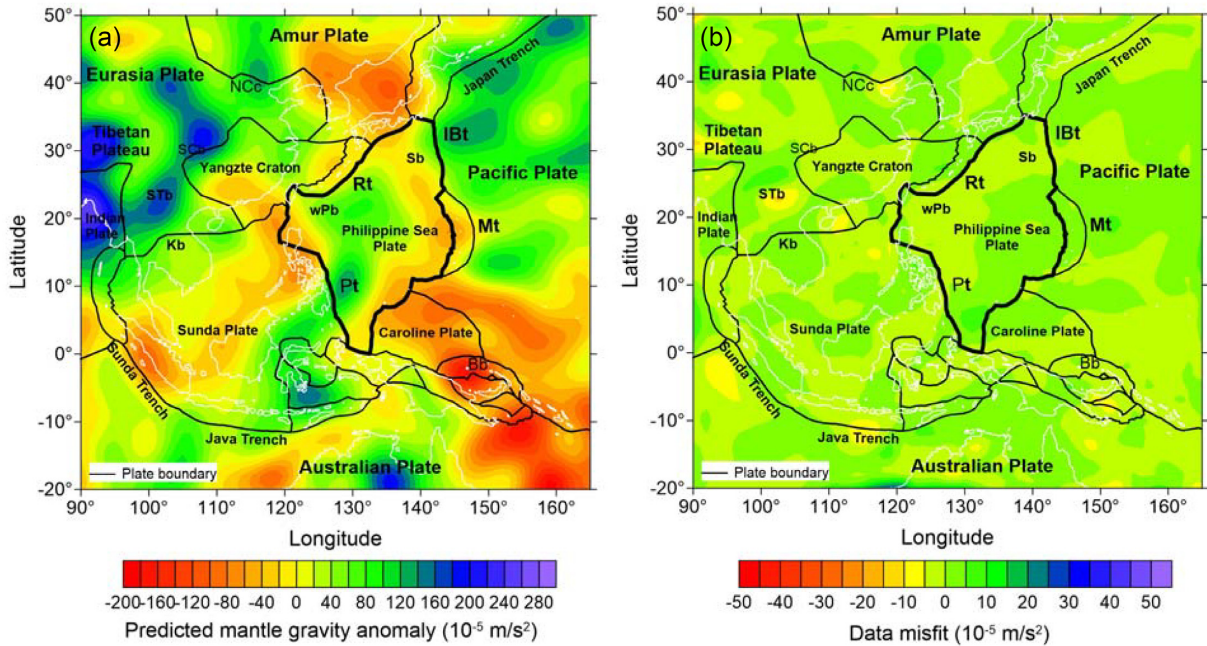 (a)
Amur Plate
Eurasia Plate
NCc
Japan Trench
Tibetan
Plateau
SCb
Yangzte Craton
IBt
Sb
Pacific Plate
STb
Rt
wPb
Indian
Plate
Philippine Sea
Plate
Mt
Kb
Pt
Sunda Plate
Caroline Plate
BB
Sunda Trench
Java Trench
Australian Plate
Plate boundary
50°
40°
30°
20°
10°
0°
-10°
-20°
Latitude
90° 100° 110° 120° 130° 140° 150° 160°
Longitude
-200 -160 -120 -80 -40 0 40 80 120 160 200 240 280
Predicted mantle gravity anomaly (10⁻⁵ m/s²)
(b)
Amur Plate
Eurasia Plate
NCc
Japan Trench
Tibetan
Plateau
SCb
Yangzte Craton
IBt
Sb
Pacific Plate
STb
Rt
wPb
Indian
Plate
Philippine Sea
Plate
Mt
Kb
Pt
Sunda Plate
Caroline Plate
BB
Sunda Trench
Java Trench
Australian Plate
Plate boundary
50°
40°
30°
20°
10°
0°
-10°
-20°
Latitude
90° 100° 110° 120° 130° 140° 150° 160°
Longitude
-50 -40 -30 -20 -10 0 10 20 30 40 50
Data misfit (10⁻⁵ m/s²)